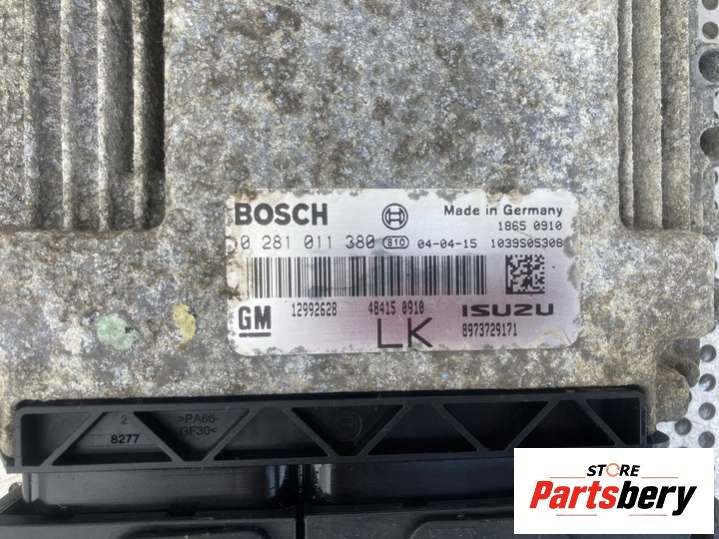 BOSCH
Made in Germany
1865 0910
0 281 011 380 S10 04-04-15 1039S05308
GM 12992628 48415 0910 ISUZU
LK 8973729171
2 >PA66-
8277 GF30<
STORE
Partsbery